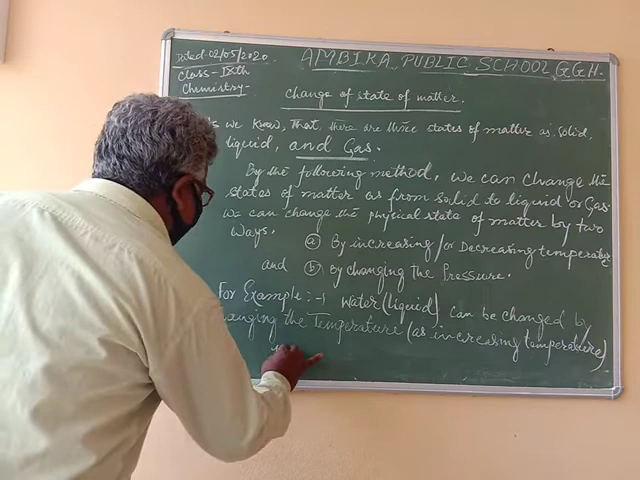 Dated:02/05/2020.
AMBIKA PUBLIC SCHOOL, G.G.H.
Class-IXth
Chemistry-
Change of state of matter.
we know, That, there are three states of matter as solid,
liquid, and Gas.
By the following method, we can change the
states of matter as from solid to liquid or Gas.
We can change the physical state of matter by two
Ways.
(a) By increasing/or Decreasing temperature
and (b) By changing the Pressure.
For Example:-> Water (liquid) can be changed by
the Temperature (as increasing temperature)